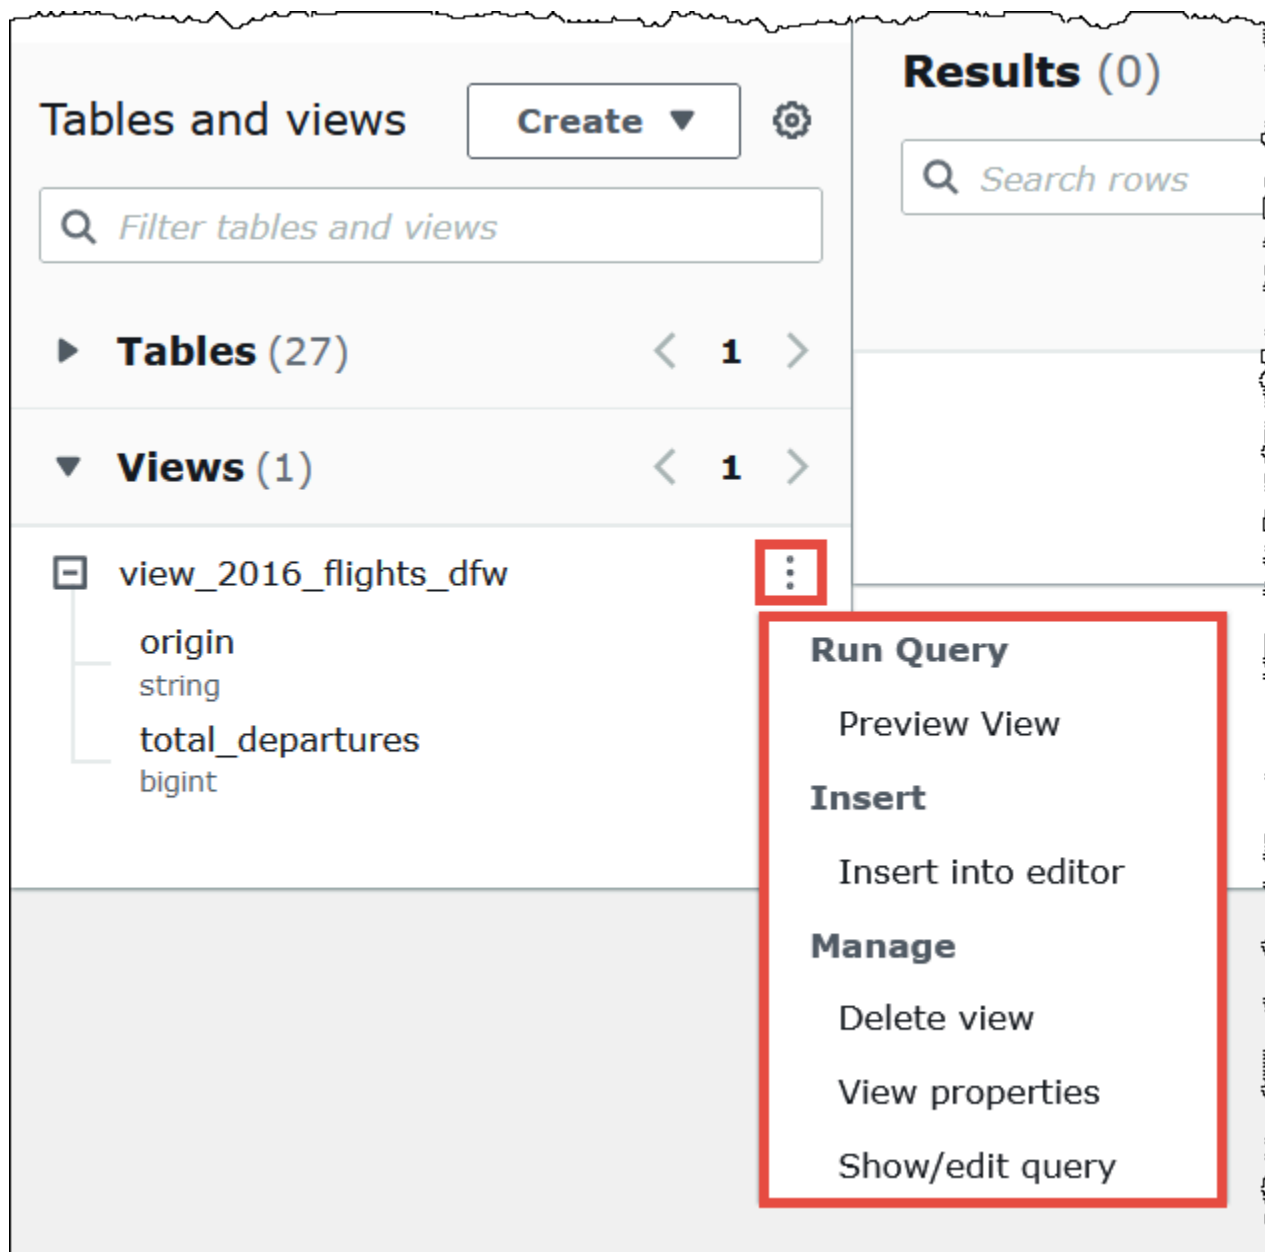 Tables and views
Create
Filter tables and views
Tables (27)
1
Views (1)
1
view_2016_flights_dfw
origin
string
total_departures
bigint
Results (0)
Search rows
Run Query
Preview View
Insert
Insert into editor
Manage
Delete view
View properties
Show/edit query